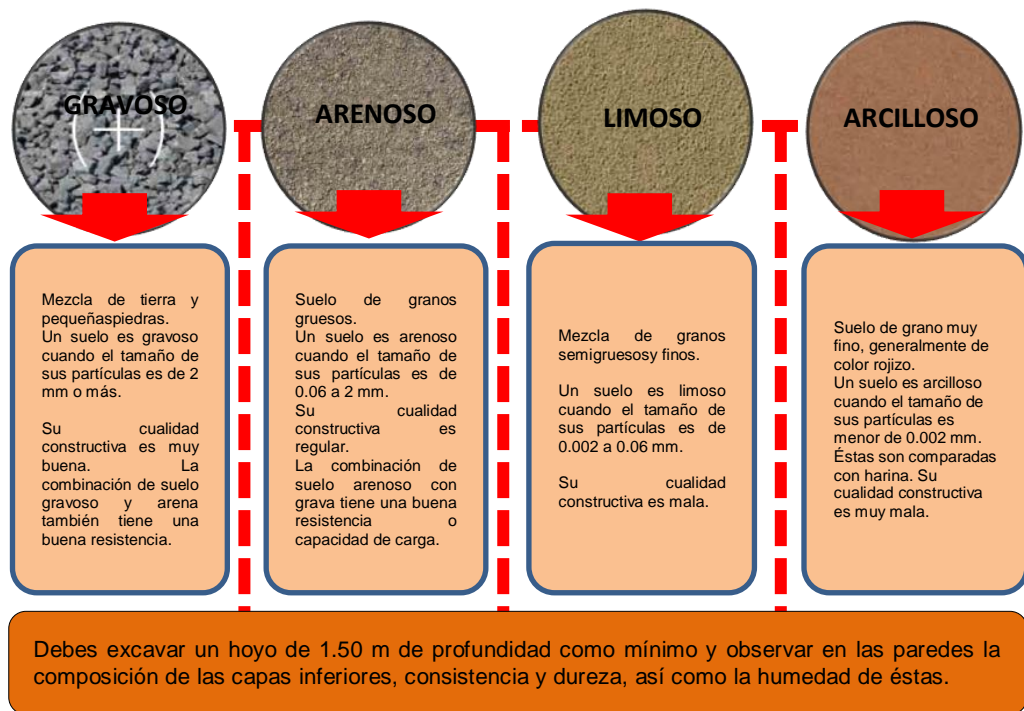 GRAVOSO
Mezcla de tierra y
pequeñaspiedras.
Un suelo es gravoso
cuando el tamaño de
sus partículas es de 2
mm o más.
Su cualidad
constructiva es muy
buena. La
combinación de suelo
gravoso y arena
también tiene una
buena resistencia.
ARENOSO
Suelo de granos
gruesos.
Un suelo es arenoso
cuando el tamaño de
sus partículas es de
0.06 a 2 mm.
Su cualidad
constructiva es
regular.
La combinación de
suelo arenoso con
grava tiene una buena
resistencia o
capacidad de carga.
LIMOSO
Mezcla de granos
semigruesosy finos.
Un suelo es limoso
cuando el tamaño de
sus partículas es de
0.002 a 0.06 mm.
Su cualidad
constructiva es mala.
ARCILLOSO
Suelo de grano muy
fino, generalmente de
color rojizo.
Un suelo es arcilloso
cuando el tamaño de
sus partículas es
menor de 0.002 mm.
Éstas son comparadas
con harina. Su
cualidad constructiva
es muy mala.
Debes excavar un hoyo de 1.50 m de profundidad como mínimo y observar en las paredes la
composición de las capas inferiores, consistencia y dureza, así como la humedad de éstas.